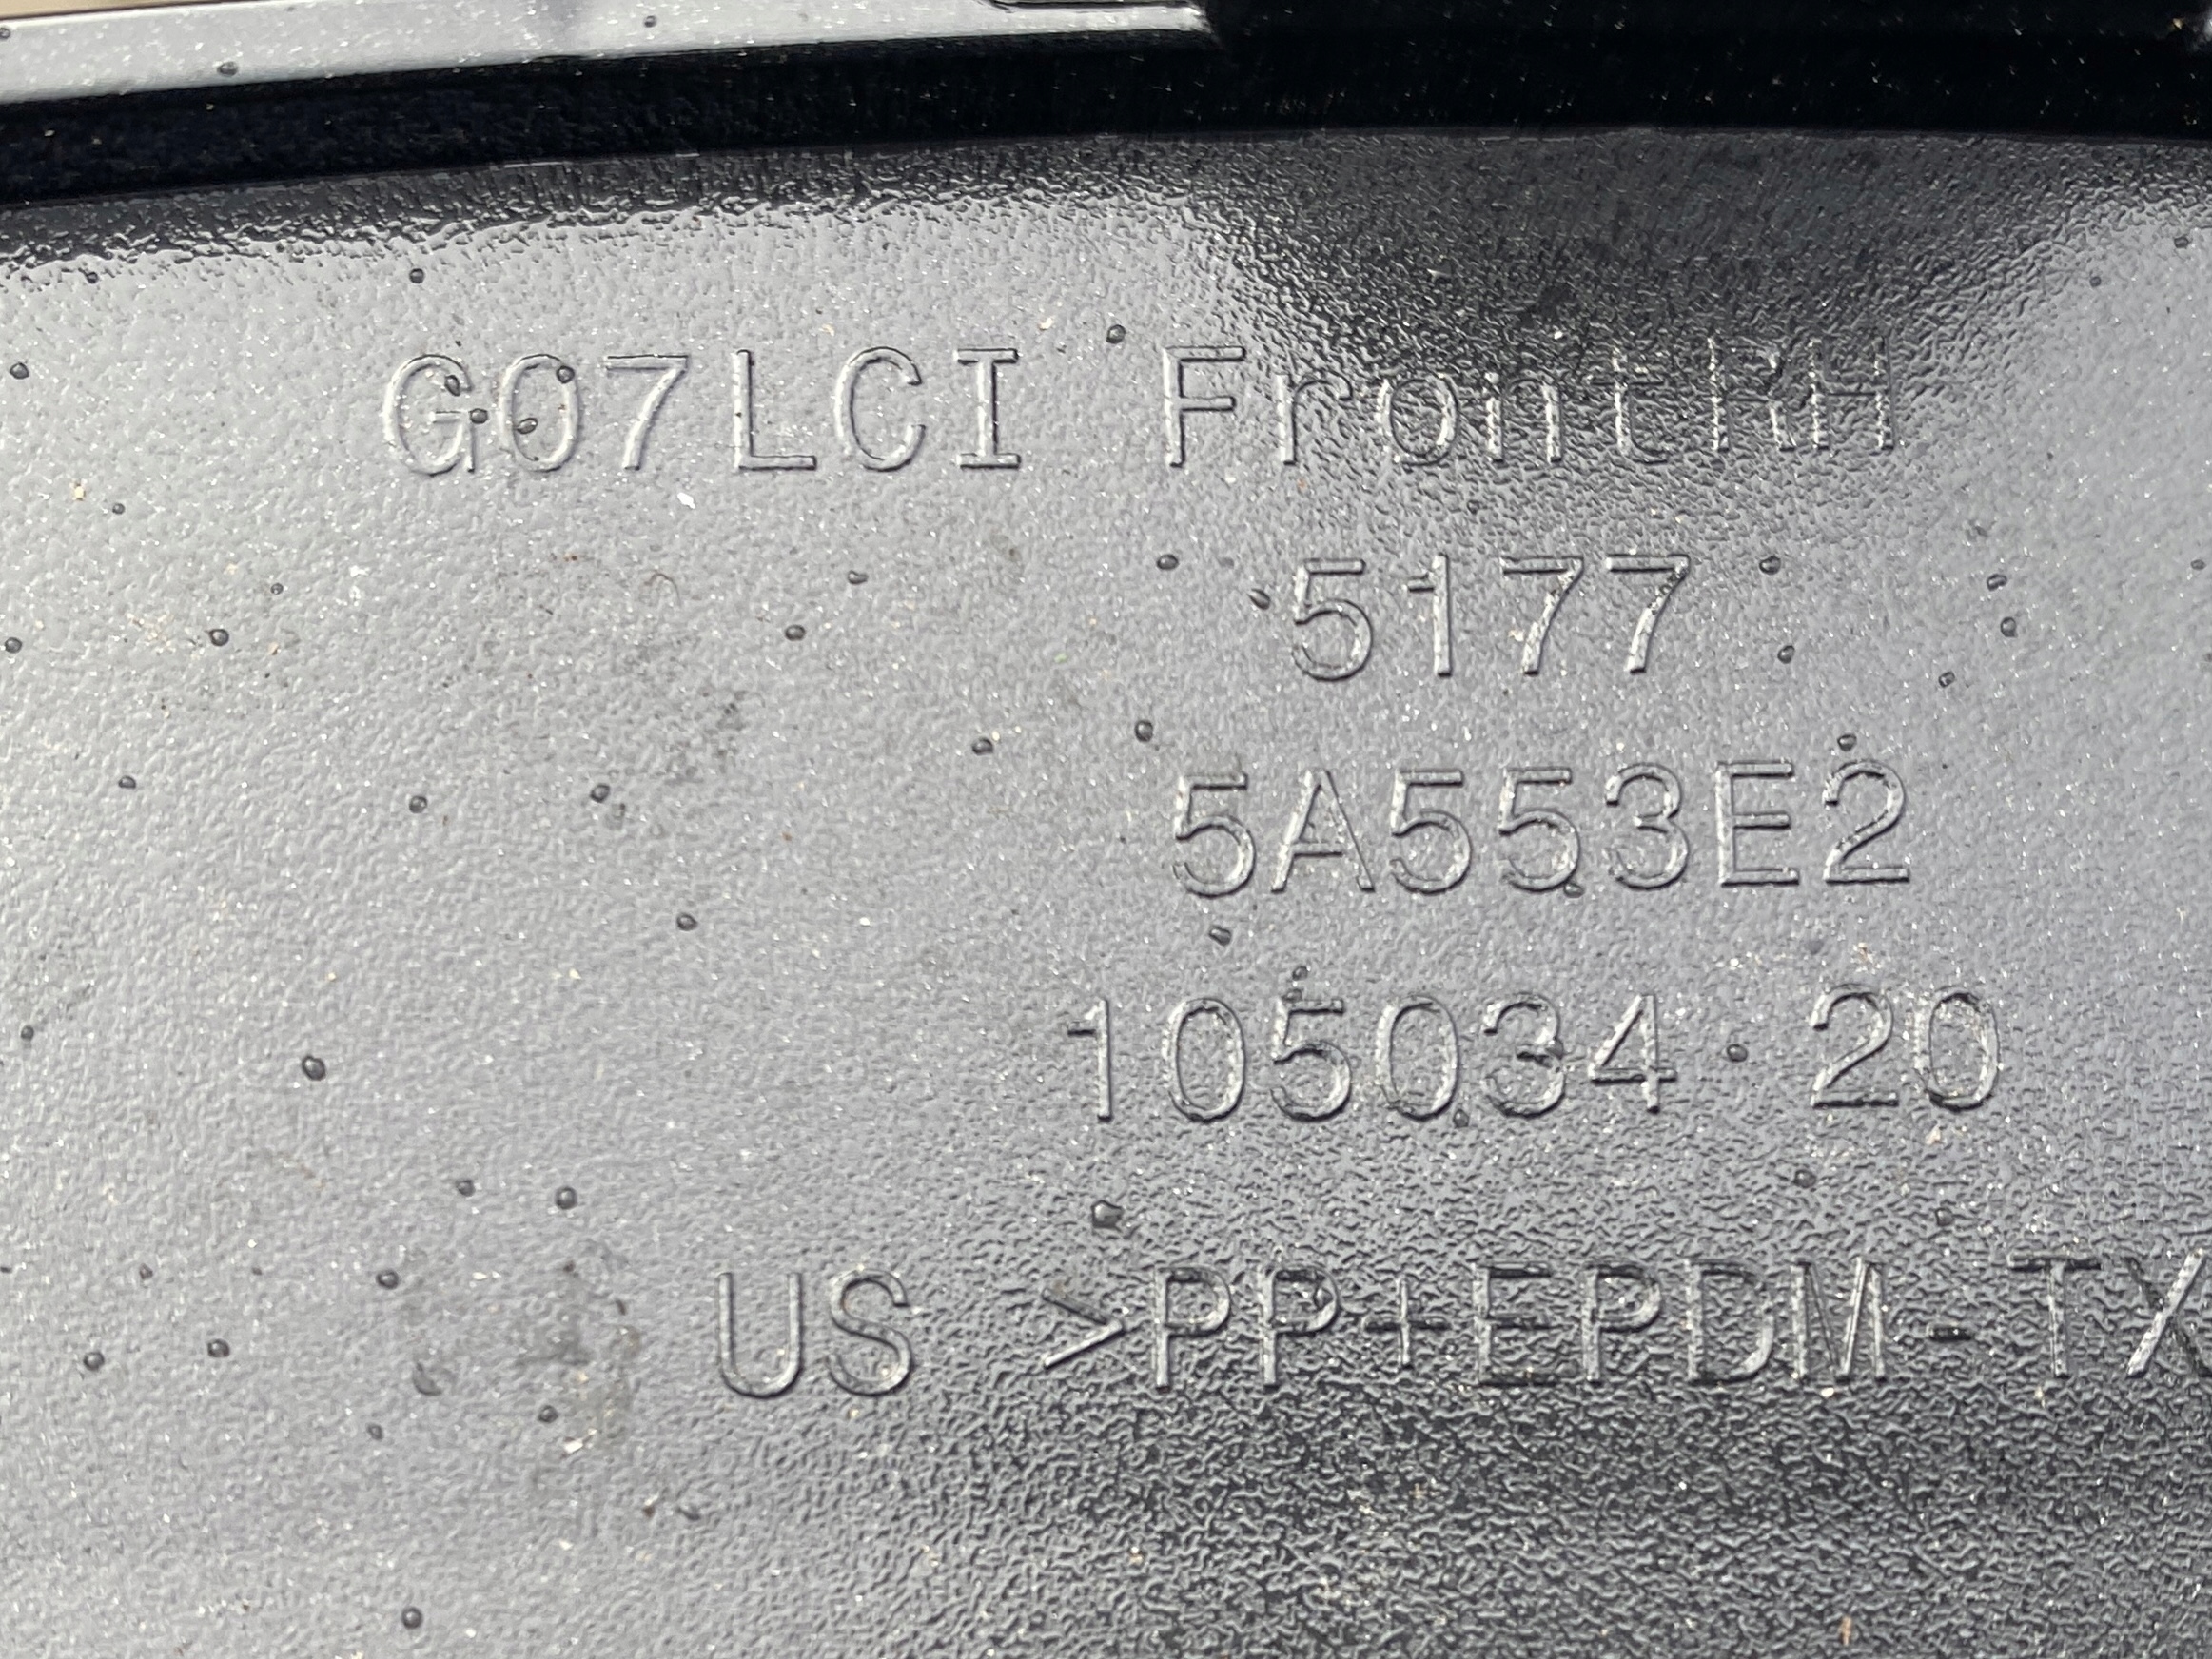 G07LCI FrontRH
5177
5A553E2
105034 20
US >PP+EPDM-TX